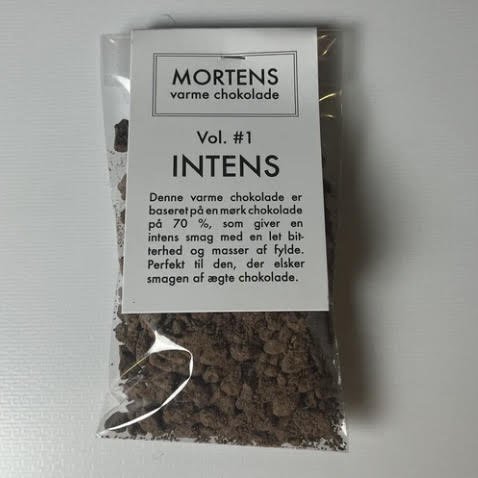 MORTENS
varme chokolade
Vol. #1
INTENS
Denne varme chokolade er
baseret på en mørk chokolade
på 70 %, som giver en
intens smag med en let bit-
terhed og masser af fylde.
Perfekt til den, der elsker
smagen af ægte chokolade.